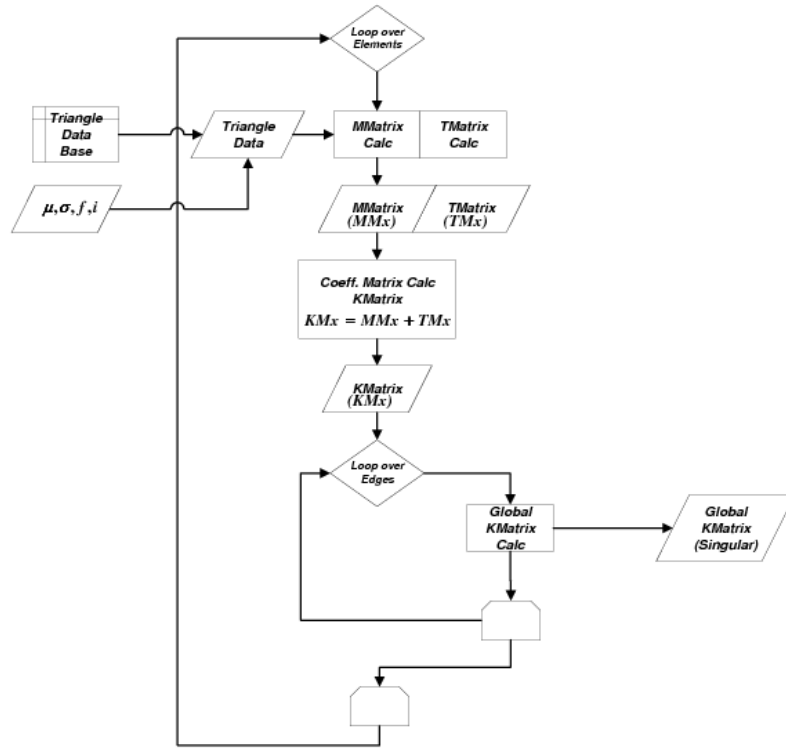 Loop over
Elements
Triangle
Data
Base
Triangle
Data
MMatrix
Calc
TMatrix
Calc
μ,σ,f,i
MMatrix
(MMx)
TMatrix
(TMx)
Coeff. Matrix Calc
KMatrix
KMx = MMx + TMx
KMatrix
(KMx)
Loop over
Edges
Global
KMatrix
Calc
Global
KMatrix
(Singular)